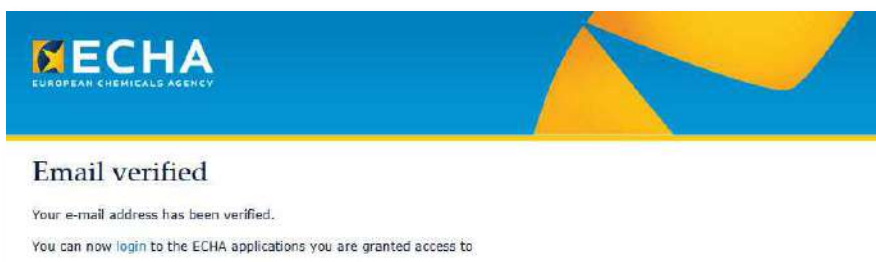 ECHA
EUROPEAN CHEMICALS AGENCY
Email verified
Your e-mail address has been verified.
You can now login to the ECHA applications you are granted access to